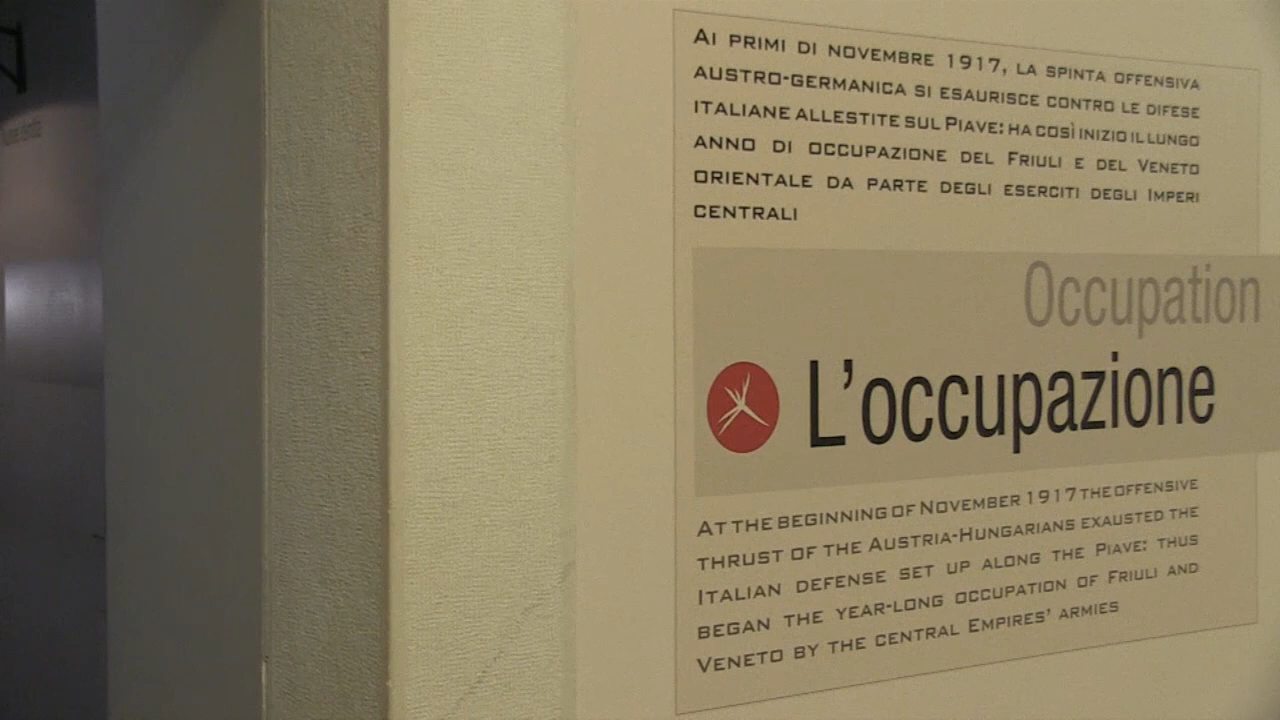 AI PRIMI DI NOVEMBRE 1917, LA SPINTA OFFENSIVA
AUSTRO-GERMANICA SI ESAURISCE CONTRO LE DIFESE
ITALIANE ALLESTITE SUL PIAVE: HA COSÌ INIZIO IL LUNGO
ANNO DI OCCUPAZIONE DEL FRIULI E DEL VENETO
ORIENTALE DA PARTE DEGLI ESERCITI DEGLI IMPERI
CENTRALI
Occupation
L'occupazione
AT THE BEGINNING OF NOVEMBER 1917 THE OFFENSIVE
THRUST OF THE AUSTRIA-HUNGARIANS EXAUSTED THE
ITALIAN DEFENSE SET UP ALONG THE PIAVE: THUS
BEGAN THE YEAR-LONG OCCUPATION OF FRIULI AND
VENETO BY THE CENTRAL EMPIRES' ARMIES